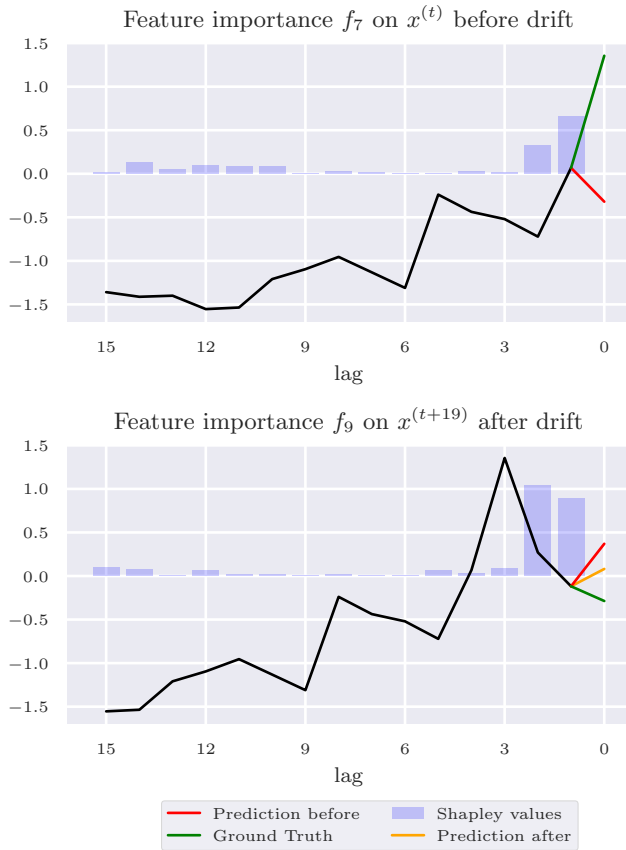 Feature importance f₇ on x⁽ᵗ⁾ before drift
1.5
1.0
0.5
0.0
−0.5
−1.0
−1.5
15 12 9 6 3 0
lag
Feature importance f₉ on x⁽ᵗ⁺¹⁹⁾ after drift
1.5
1.0
0.5
0.0
−0.5
−1.0
−1.5
15 12 9 6 3 0
lag
Prediction before Shapley values
Ground Truth Prediction after